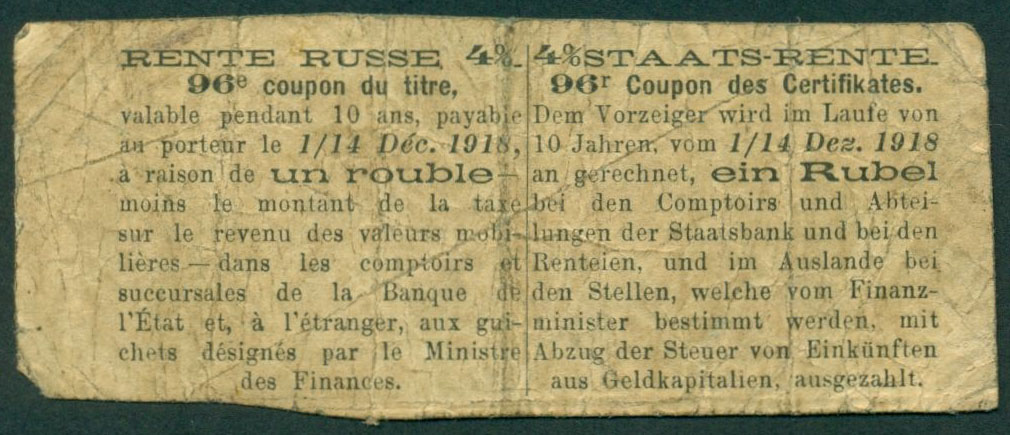 RENTE RUSSE 4%
96e coupon du titre,
valable pendant 10 ans, payable
au porteur le 1/14 Déc. 1918,
à raison de un rouble —
moins le montant de la taxe
sur le revenu des valeurs mobi-
lières — dans les comptoirs et
succursales de la Banque de
l'État et, à l'étranger, aux gui-
chets désignés par le Ministre
des Finances.
4% STAATS-RENTE.
96r Coupon des Certifikates.
Dem Vorzeiger wird im Laufe von
10 Jahren, vom 1/14 Dez. 1918
an gerechnet, ein Rubel
bei den Comptoirs und Abtei-
lungen der Staatsbank und bei den
Renteien, und im Auslande bei
den Stellen, welche vom Finanz-
minister bestimmt werden, mit
Abzug der Steuer von Einkünften
aus Geldkapitalien, ausgezahlt.